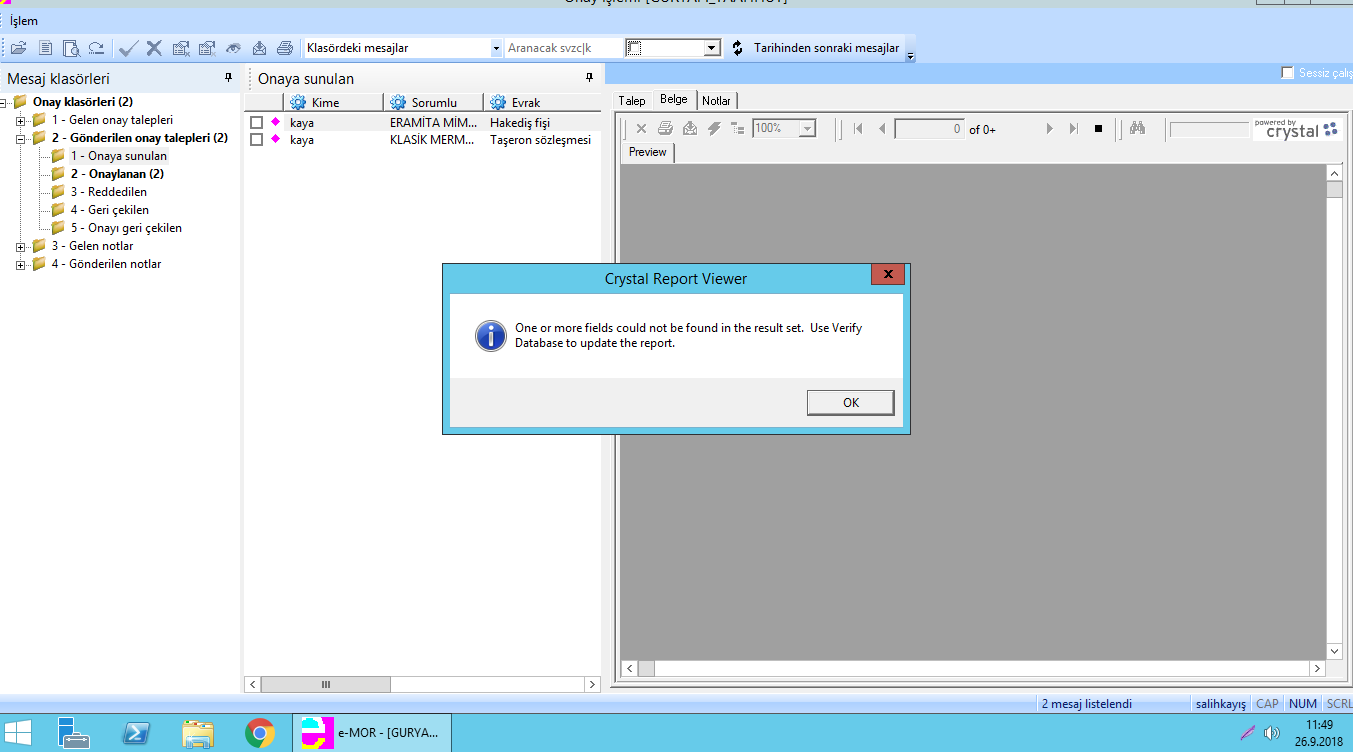 Onay işlemi [GURYAPI_TAAHHUT]
İşlem
Klasördeki mesajlar
Aranacak svzc|k
Tarihinden sonraki mesajlar
Mesaj klasörleri
Onaya sunulan
Sessiz çalış
Onay klasörleri (2)
1 - Gelen onay talepleri
2 - Gönderilen onay talepleri (2)
1 - Onaya sunulan
2 - Onaylanan (2)
3 - Reddedilen
4 - Geri çekilen
5 - Onayı geri çekilen
3 - Gelen notlar
4 - Gönderilen notlar
Kime Sorumlu Evrak
kaya ERAMİTA MİM... Hakediş fişi
kaya KLASİK MERM... Taşeron sözleşmesi
Talep Belge Notlar
100% 0 of 0+
powered by
crystal
Preview
Crystal Report Viewer
One or more fields could not be found in the result set. Use Verify
Database to update the report.
OK
2 mesaj listelendi salihkayış CAP NUM SCRL
e-MOR - [GURYA...
11:49
26.9.2018